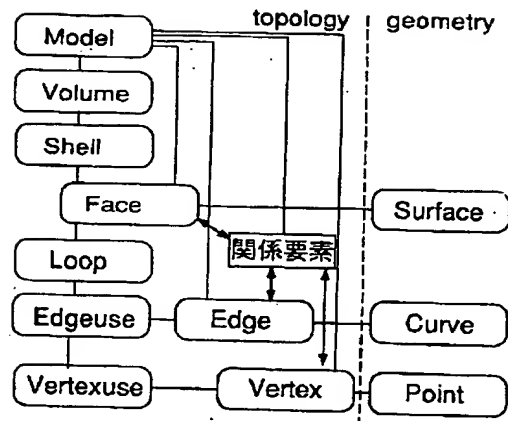 topology geometry
Model
Volume
Shell
Face Surface
関係要素
Loop
Edgeuse Edge Curve
Vertexuse Vertex Point